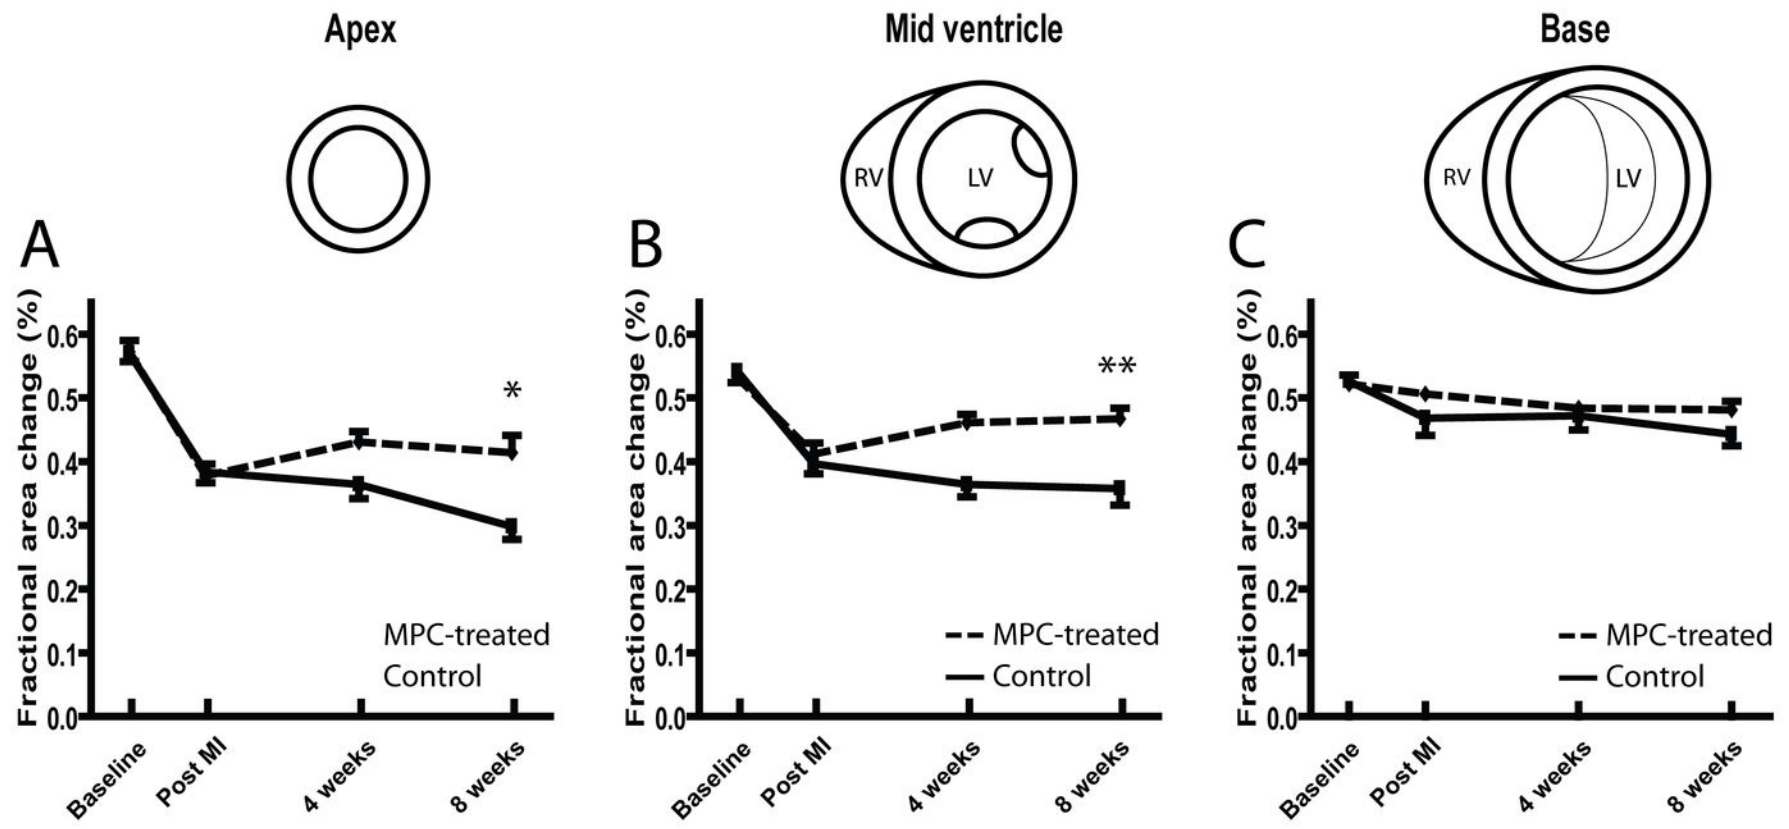 Apex
Mid ventricle
Base
RV
LV
RV
LV
A
B
C
Fractional area change (%)
0.6
0.5
0.4
0.3
0.2
0.1
0.0
*
MPC-treated
Control
Baseline
Post MI
4 weeks
8 weeks
Fractional area change (%)
0.6
0.5
0.4
0.3
0.2
0.1
0.0
**
MPC-treated
Control
Baseline
Post MI
4 weeks
8 weeks
Fractional area change (%)
0.6
0.5
0.4
0.3
0.2
0.1
0.0
MPC-treated
Control
Baseline
Post MI
4 weeks
8 weeks